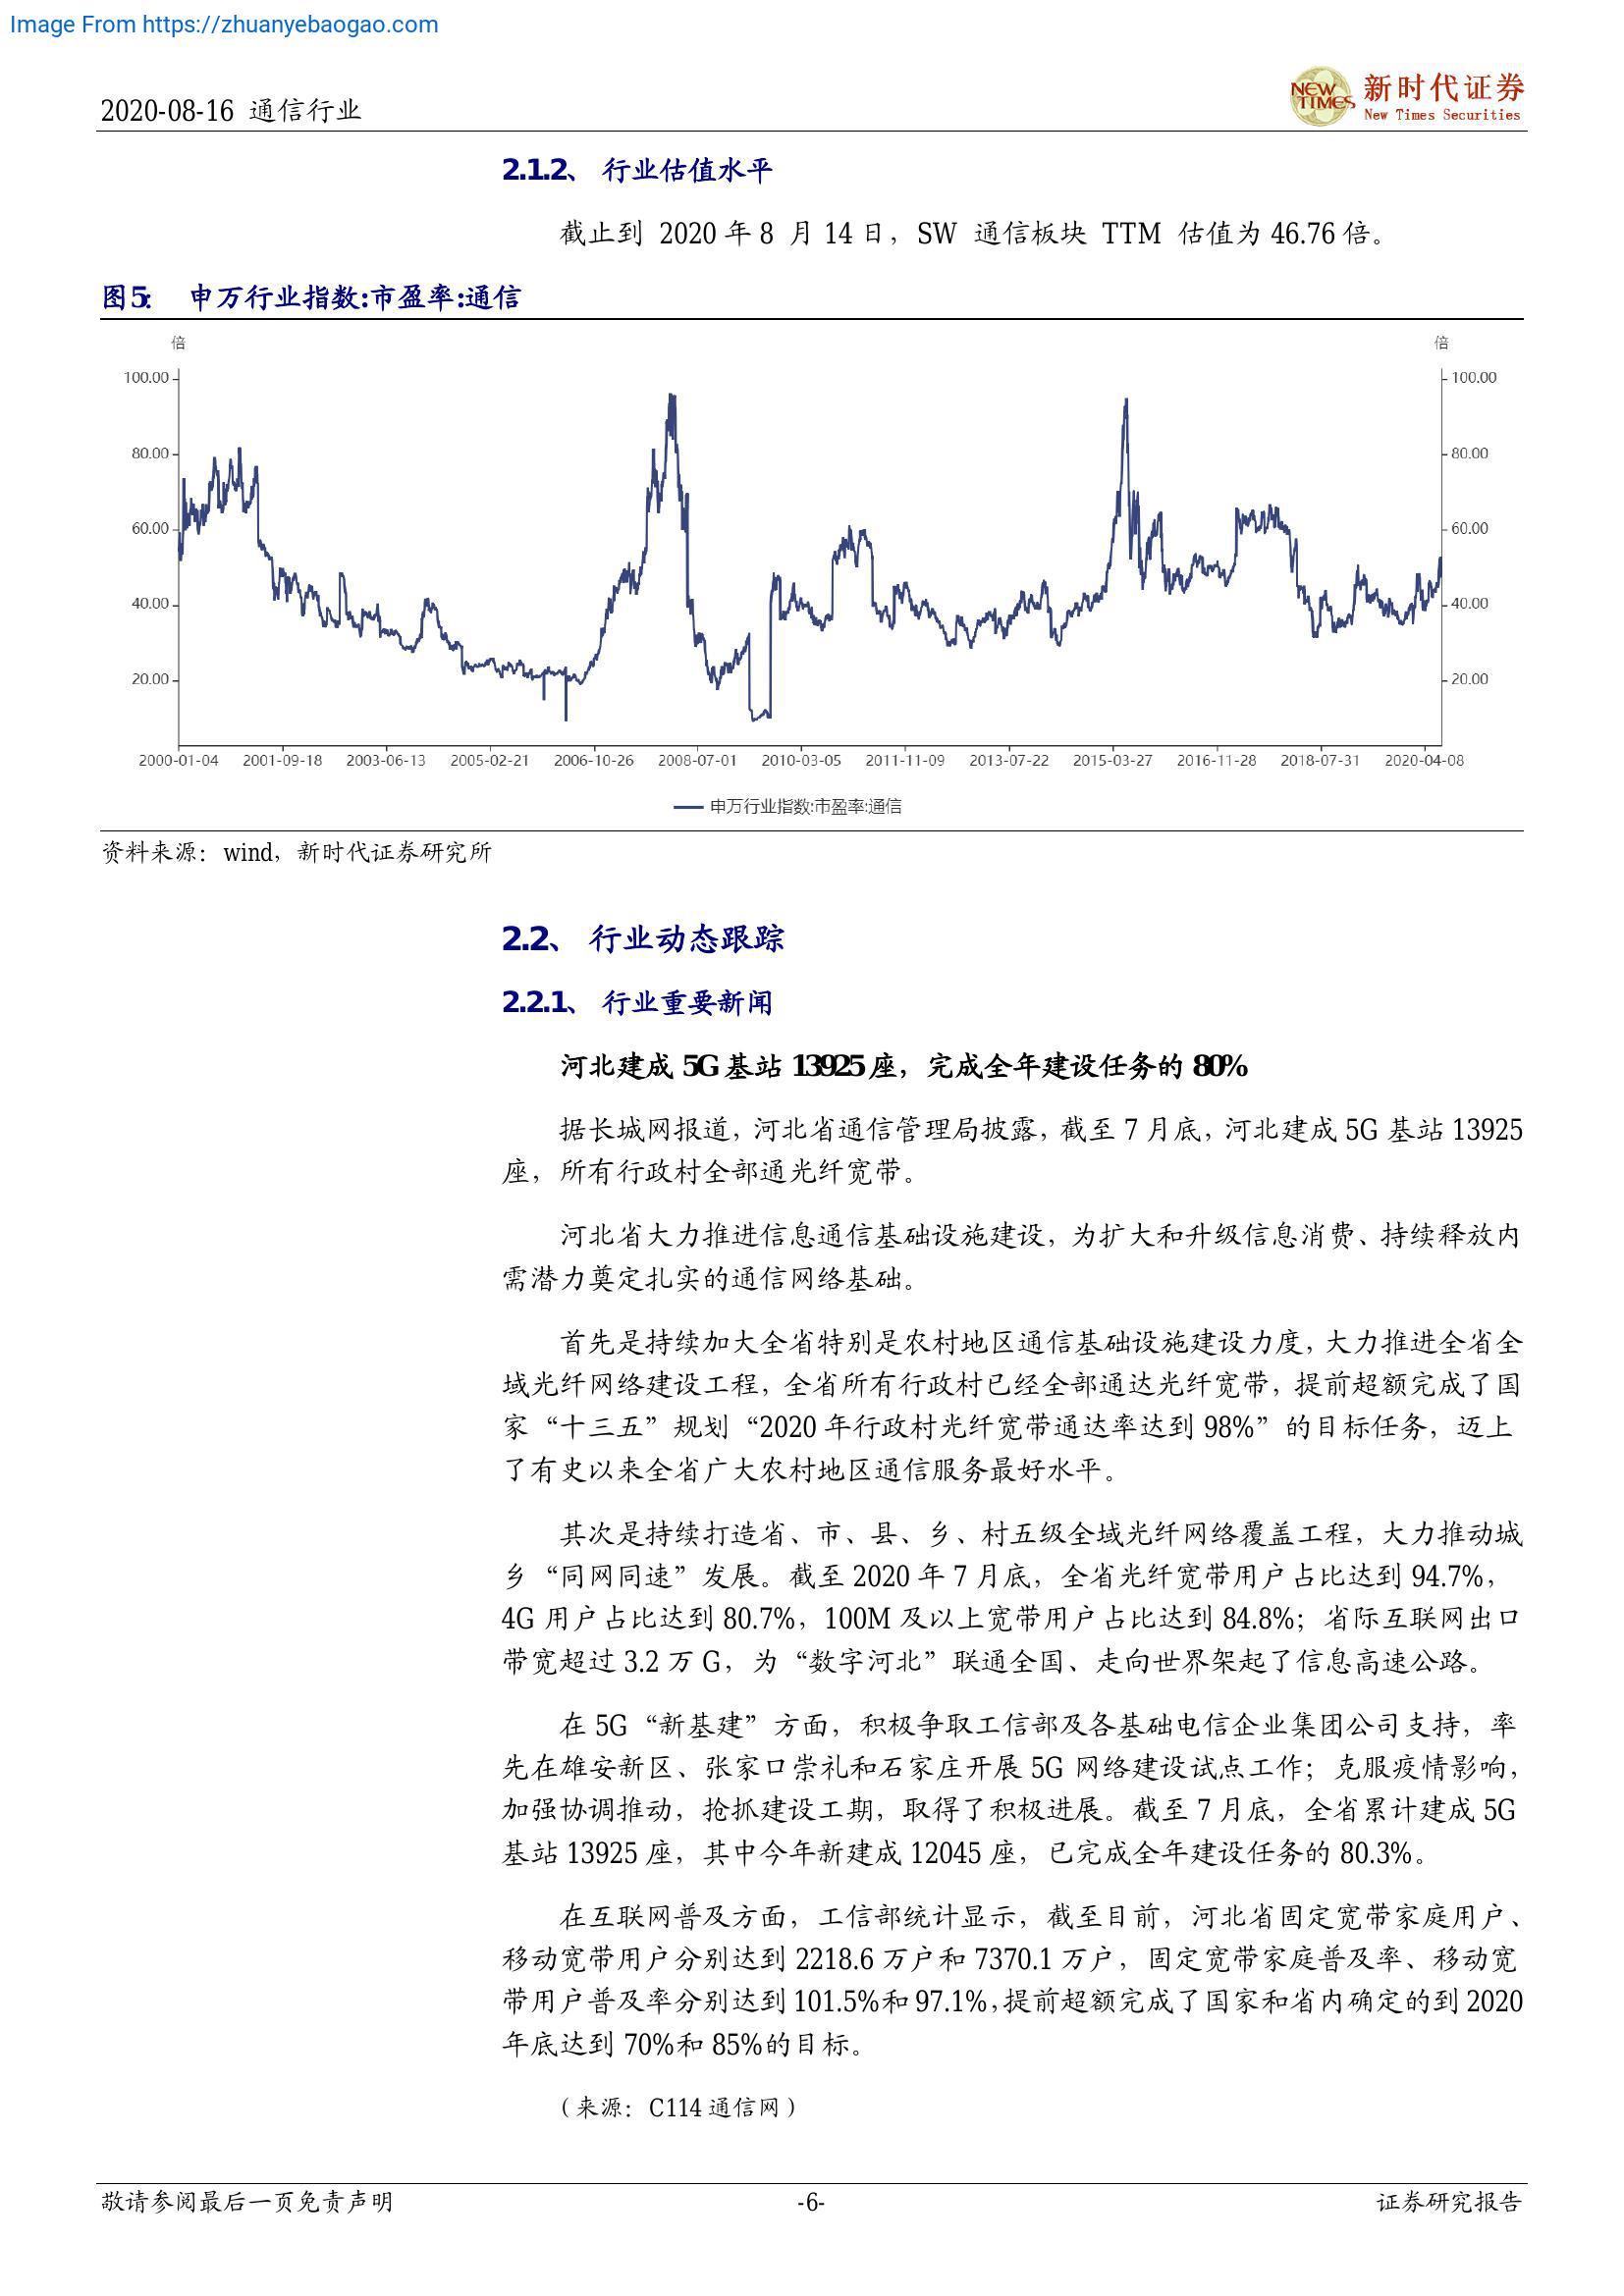 Image From https://zhuanyebaogao.com
2020-08-16 通信行业
NEW TIMES
新时代证券
New Times Securities
2.1.2、 行业估值水平
截止到 2020 年 8 月 14 日，SW 通信板块 TTM 估值为 46.76 倍。
图 5： 申万行业指数:市盈率:通信
倍 倍
100.00 100.00
80.00 80.00
60.00 60.00
40.00 40.00
20.00 20.00
2000-01-04 2001-09-18 2003-06-13 2005-02-21 2006-10-26 2008-07-01 2010-03-05 2011-11-09 2013-07-22 2015-03-27 2016-11-28 2018-07-31 2020-04-08
申万行业指数:市盈率:通信
资料来源：wind，新时代证券研究所
2.2、 行业动态跟踪
2.2.1、 行业重要新闻
河北建成 5G 基站 13925 座，完成全年建设任务的 80%
据长城网报道，河北省通信管理局披露，截至 7 月底，河北建成 5G 基站 13925
座，所有行政村全部通光纤宽带。
河北省大力推进信息通信基础设施建设，为扩大和升级信息消费、持续释放内
需潜力奠定扎实的通信网络基础。
首先是持续加大全省特别是农村地区通信基础设施建设力度，大力推进全省全
域光纤网络建设工程，全省所有行政村已经全部通达光纤宽带，提前超额完成了国
家“十三五”规划“2020 年行政村光纤宽带通达率达到 98%”的目标任务，迈上
了有史以来全省广大农村地区通信服务最好水平。
其次是持续打造省、市、县、乡、村五级全域光纤网络覆盖工程，大力推动城
乡“同网同速”发展。截至 2020 年 7 月底，全省光纤宽带用户占比达到 94.7%，
4G 用户占比达到 80.7%，100M 及以上宽带用户占比达到 84.8%；省际互联网出口
带宽超过 3.2 万 G，为“数字河北”联通全国、走向世界架起了信息高速公路。
在 5G“新基建”方面，积极争取工信部及各基础电信企业集团公司支持，率
先在雄安新区、张家口崇礼和石家庄开展 5G 网络建设试点工作；克服疫情影响，
加强协调推动，抢抓建设工期，取得了积极进展。截至 7 月底，全省累计建成 5G
基站 13925 座，其中今年新建成 12045 座，已完成全年建设任务的 80.3%。
在互联网普及方面，工信部统计显示，截至目前，河北省固定宽带家庭用户、
移动宽带用户分别达到 2218.6 万户和 7370.1 万户，固定宽带家庭普及率、移动宽
带用户普及率分别达到 101.5%和 97.1%，提前超额完成了国家和省内确定的到 2020
年底达到 70%和 85%的目标。
（来源：C114 通信网）
敬请参阅最后一页免责声明 -6- 证券研究报告